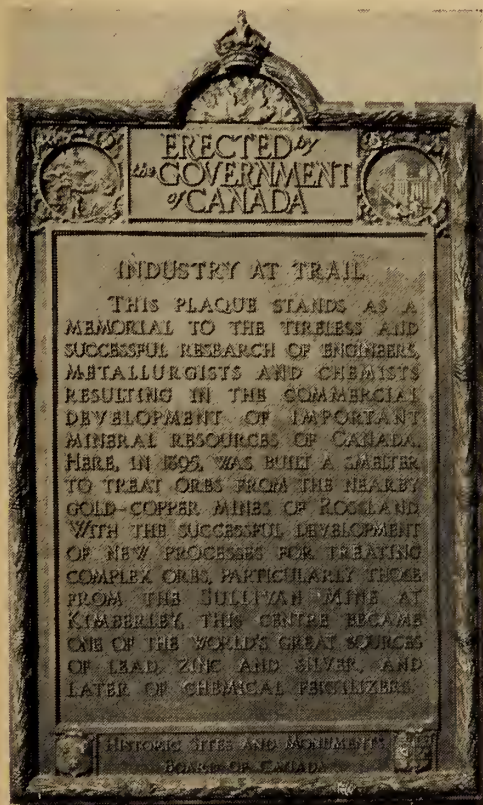 ERECTED by
the GOVERNMENT
of CANADA
INDUSTRY AT TRAIL
THIS PLAQUE STANDS AS A
MEMORIAL TO THE TIRELESS AND
SUCCESSFUL RESEARCH OF ENGINEERS,
METALLURGISTS AND CHEMISTS
RESULTING IN THE COMMERCIAL
DEVELOPMENT OF IMPORTANT
MINERAL RESOURCES OF CANADA.
HERE, IN 1895, WAS BUILT A SMELTER
TO TREAT ORES FROM THE NEARBY
GOLD-COPPER MINES OF ROSSLAND.
WITH THE SUCCESSFUL DEVELOPMENT
OF NEW PROCESSES FOR TREATING
COMPLEX ORES, PARTICULARLY THOSE
FROM THE SULLIVAN MINE AT
KIMBERLEY, THIS CENTRE BECAME
ONE OF THE WORLD'S GREAT SOURCES
OF LEAD, ZINC AND SILVER, AND
LATER OF CHEMICAL FERTILIZERS.
HISTORIC SITES AND MONUMENTS
BOARD OF CANADA